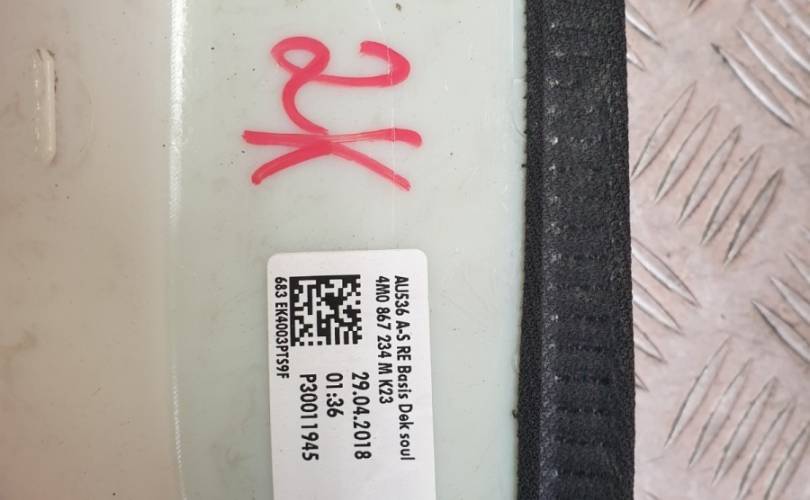 2K
AU536 A-S RE Basis Dek soul
4M0 867 234 M K23
29.04.2018
01:36
P30011945
683 EK4003PTS9F